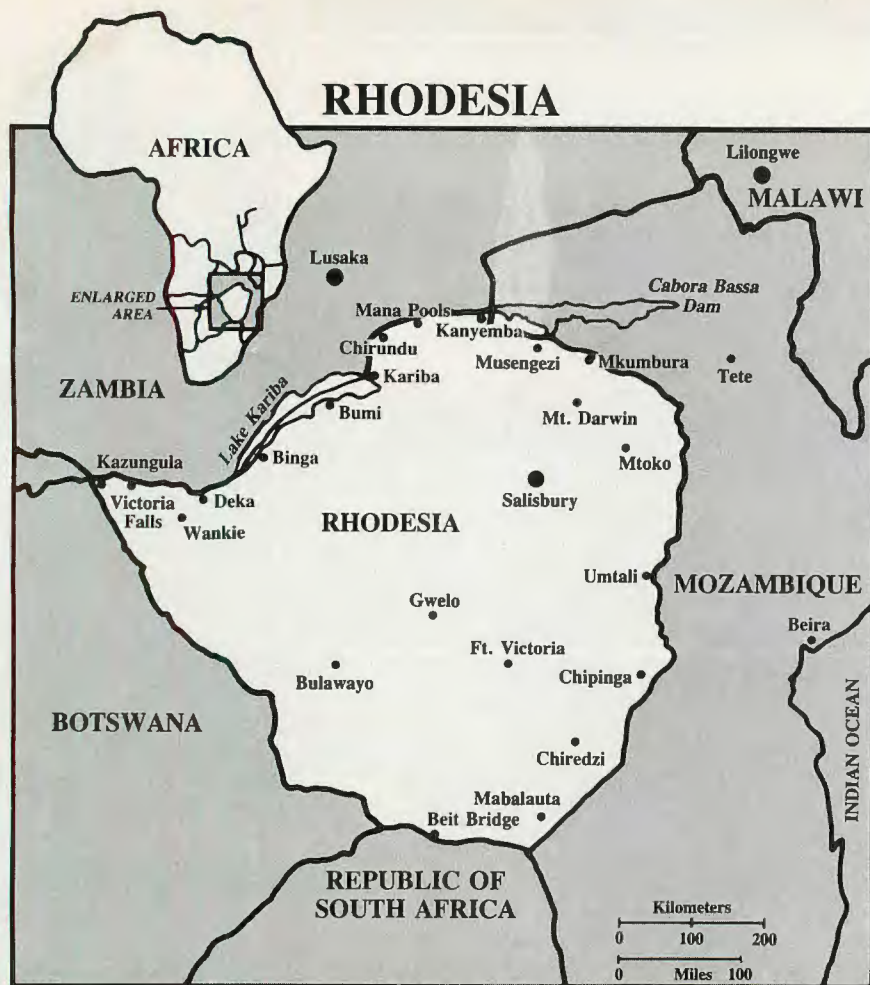 RHODESIA
AFRICA
Lilongwe
MALAWI
Lusaka
ENLARGED
AREA
Cabora Bassa
Dam
Mana Pools
Kanyemba
Chirundu
Musengezi
Mkumbura
Tete
ZAMBIA
Kariba
Lake Kariba
Bumi
Mt. Darwin
Binga
Mtoko
Kazungula
Victoria
Falls
Deka
Wankie
Salisbury
RHODESIA
Umtali
MOZAMBIQUE
Gwelo
Beira
Ft. Victoria
Bulawayo
Chipinga
BOTSWANA
INDIAN OCEAN
Chiredzi
Mabalauta
Beit Bridge
REPUBLIC OF
SOUTH AFRICA
Kilometers
0 100 200
0 Miles 100